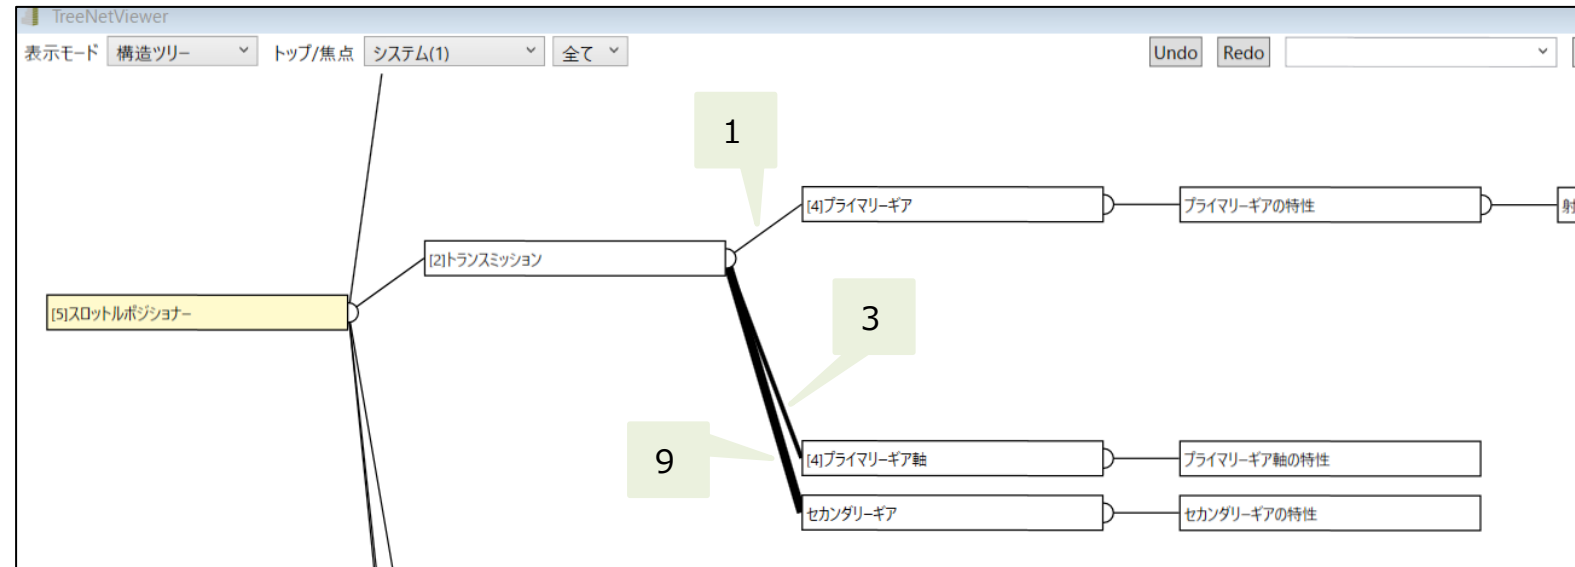 TreeNetViewer
表示モード 構造ツリー トップ/焦点 システム(1) 全て Undo Redo
1
[4]プライマリーギア プライマリーギアの特性 射
[2]トランスミッション
[5]スロットルポジショナー
3
9
[4]プライマリーギア軸 プライマリーギア軸の特性
セカンダリーギア セカンダリーギアの特性